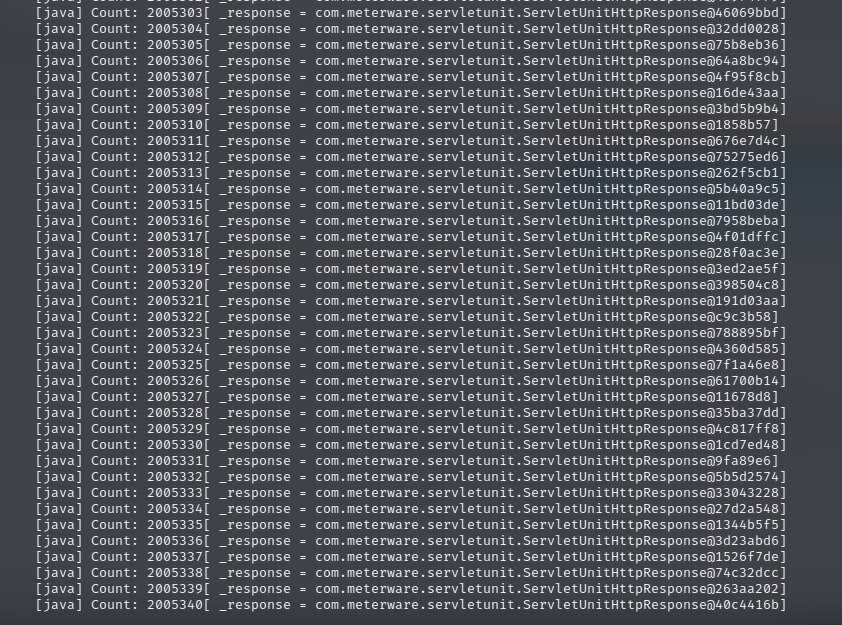 [java] Count: 2005303[ _response = com.meterware.servletunit.ServletUnitHttpResponse@46069bbd]
[java] Count: 2005304[ _response = com.meterware.servletunit.ServletUnitHttpResponse@32dd0028]
[java] Count: 2005305[ _response = com.meterware.servletunit.ServletUnitHttpResponse@75b8eb36]
[java] Count: 2005306[ _response = com.meterware.servletunit.ServletUnitHttpResponse@64a8bc94]
[java] Count: 2005307[ _response = com.meterware.servletunit.ServletUnitHttpResponse@4f95f8cb]
[java] Count: 2005308[ _response = com.meterware.servletunit.ServletUnitHttpResponse@16de43aa]
[java] Count: 2005309[ _response = com.meterware.servletunit.ServletUnitHttpResponse@3bd5b9b4]
[java] Count: 2005310[ _response = com.meterware.servletunit.ServletUnitHttpResponse@1858b57]
[java] Count: 2005311[ _response = com.meterware.servletunit.ServletUnitHttpResponse@676e7d4c]
[java] Count: 2005312[ _response = com.meterware.servletunit.ServletUnitHttpResponse@75275ed6]
[java] Count: 2005313[ _response = com.meterware.servletunit.ServletUnitHttpResponse@262f5cb1]
[java] Count: 2005314[ _response = com.meterware.servletunit.ServletUnitHttpResponse@5b40a9c5]
[java] Count: 2005315[ _response = com.meterware.servletunit.ServletUnitHttpResponse@11bd03de]
[java] Count: 2005316[ _response = com.meterware.servletunit.ServletUnitHttpResponse@7958beba]
[java] Count: 2005317[ _response = com.meterware.servletunit.ServletUnitHttpResponse@4f01dffc]
[java] Count: 2005318[ _response = com.meterware.servletunit.ServletUnitHttpResponse@28f0ac3e]
[java] Count: 2005319[ _response = com.meterware.servletunit.ServletUnitHttpResponse@3ed2ae5f]
[java] Count: 2005320[ _response = com.meterware.servletunit.ServletUnitHttpResponse@398504c8]
[java] Count: 2005321[ _response = com.meterware.servletunit.ServletUnitHttpResponse@191d03aa]
[java] Count: 2005322[ _response = com.meterware.servletunit.ServletUnitHttpResponse@c9c3b58]
[java] Count: 2005323[ _response = com.meterware.servletunit.ServletUnitHttpResponse@788895bf]
[java] Count: 2005324[ _response = com.meterware.servletunit.ServletUnitHttpResponse@4360d585]
[java] Count: 2005325[ _response = com.meterware.servletunit.ServletUnitHttpResponse@7f1a46e8]
[java] Count: 2005326[ _response = com.meterware.servletunit.ServletUnitHttpResponse@61700b14]
[java] Count: 2005327[ _response = com.meterware.servletunit.ServletUnitHttpResponse@11678d8]
[java] Count: 2005328[ _response = com.meterware.servletunit.ServletUnitHttpResponse@35ba37dd]
[java] Count: 2005329[ _response = com.meterware.servletunit.ServletUnitHttpResponse@4c817ff8]
[java] Count: 2005330[ _response = com.meterware.servletunit.ServletUnitHttpResponse@1cd7ed48]
[java] Count: 2005331[ _response = com.meterware.servletunit.ServletUnitHttpResponse@9fa89e6]
[java] Count: 2005332[ _response = com.meterware.servletunit.ServletUnitHttpResponse@5b5d2574]
[java] Count: 2005333[ _response = com.meterware.servletunit.ServletUnitHttpResponse@33043228]
[java] Count: 2005334[ _response = com.meterware.servletunit.ServletUnitHttpResponse@27d2a548]
[java] Count: 2005335[ _response = com.meterware.servletunit.ServletUnitHttpResponse@1344b5f5]
[java] Count: 2005336[ _response = com.meterware.servletunit.ServletUnitHttpResponse@3d23abd6]
[java] Count: 2005337[ _response = com.meterware.servletunit.ServletUnitHttpResponse@1526f7de]
[java] Count: 2005338[ _response = com.meterware.servletunit.ServletUnitHttpResponse@74c32dcc]
[java] Count: 2005339[ _response = com.meterware.servletunit.ServletUnitHttpResponse@263aa202]
[java] Count: 2005340[ _response = com.meterware.servletunit.ServletUnitHttpResponse@40c4416b]